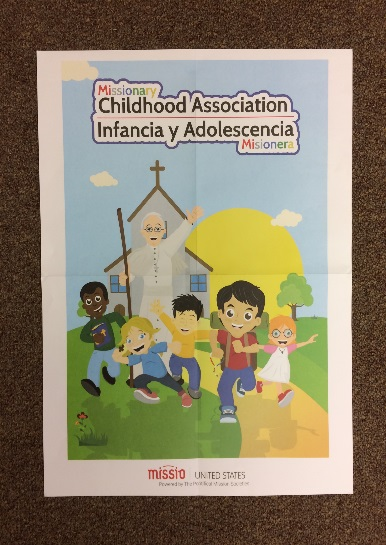 Missionary
Childhood Association
Infancia y Adolescencia
Misionera
missio UNITED STATES
Powered by The Pontifical Mission Societies